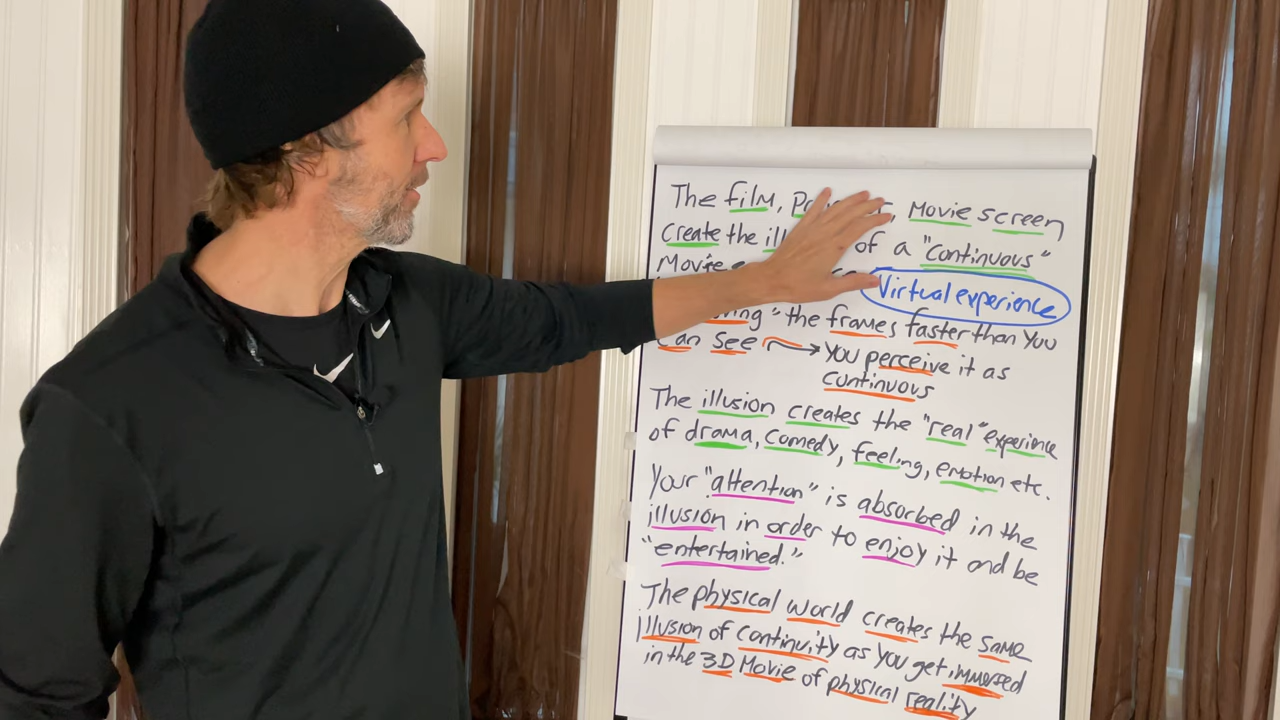 The film, , Movie screen
create the of a "continuous"
Movie Virtual experience
" the frames faster than You
Can See → You perceive it as
continuous
The illusion creates the "real" experience
of drama, Comedy, feeling, emotion etc.
Your "attention" is absorbed in the
illusion in order to enjoy it and be
"entertained."
The physical world creates the same
illusion of continuity as You get immersed
in the 3D Movie of physical reality